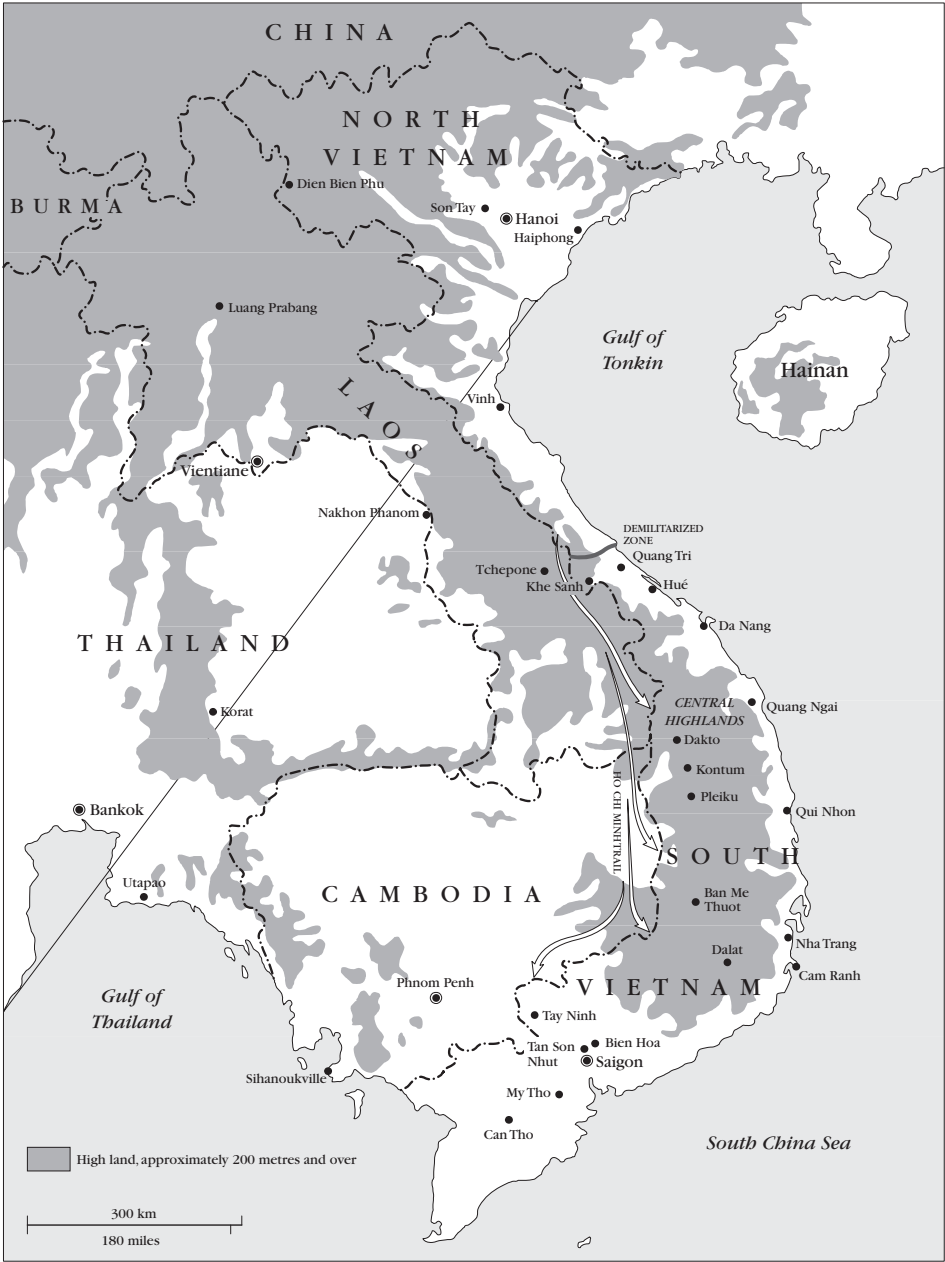 CHINA
NORTH
VIETNAM
Dien Bien Phu
BURMA
Son Tay
Hanoi
Haiphong
Luang Prabang
Gulf of
Tonkin
Hainan
LAOS
Vinh
Vientiane
Nakhon Phanom
DEMILITARIZED
ZONE
Quang Tri
Tchepone
Khe Sanh
Hué
Da Nang
THAILAND
Korat
CENTRAL
HIGHLANDS
Quang Ngai
Dakto
Kontum
Pleiku
HO CHI MINH TRAIL
Bankok
Qui Nhon
SOUTH
Utapao
CAMBODIA
Ban Me
Thuot
Nha Trang
Dalat
Cam Ranh
Phnom Penh
VIETNAM
Gulf of
Thailand
Tay Ninh
Tan Son
Nhut
Bien Hoa
Saigon
Sihanoukville
My Tho
Can Tho
South China Sea
High land, approximately 200 metres and over
300 km
180 miles